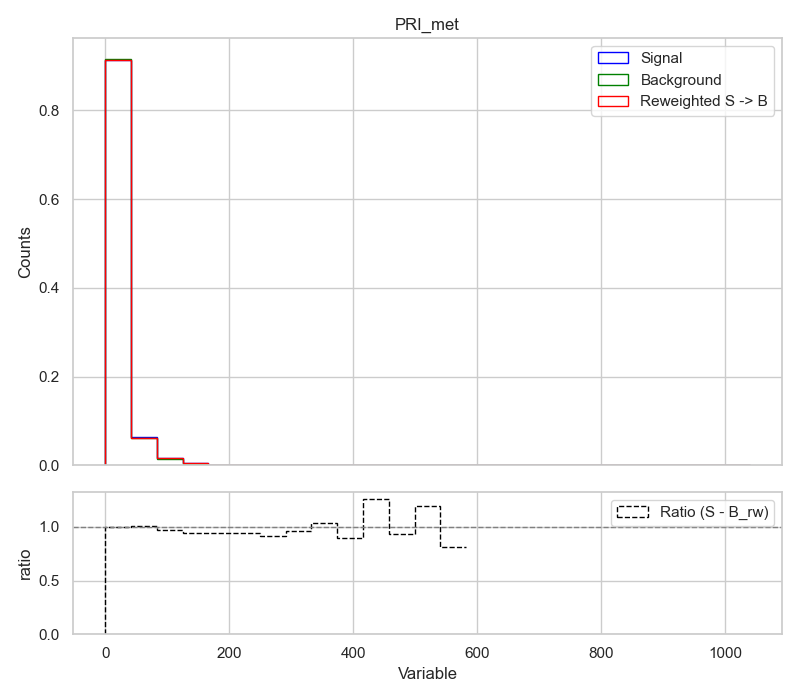 PRI_met
Signal
Background
Reweighted S -> B
Counts
0.8
0.6
0.4
0.2
0.0
Ratio (S - B_rw)
ratio
1.0
0.5
0.0
0 200 400 600 800 1000
Variable